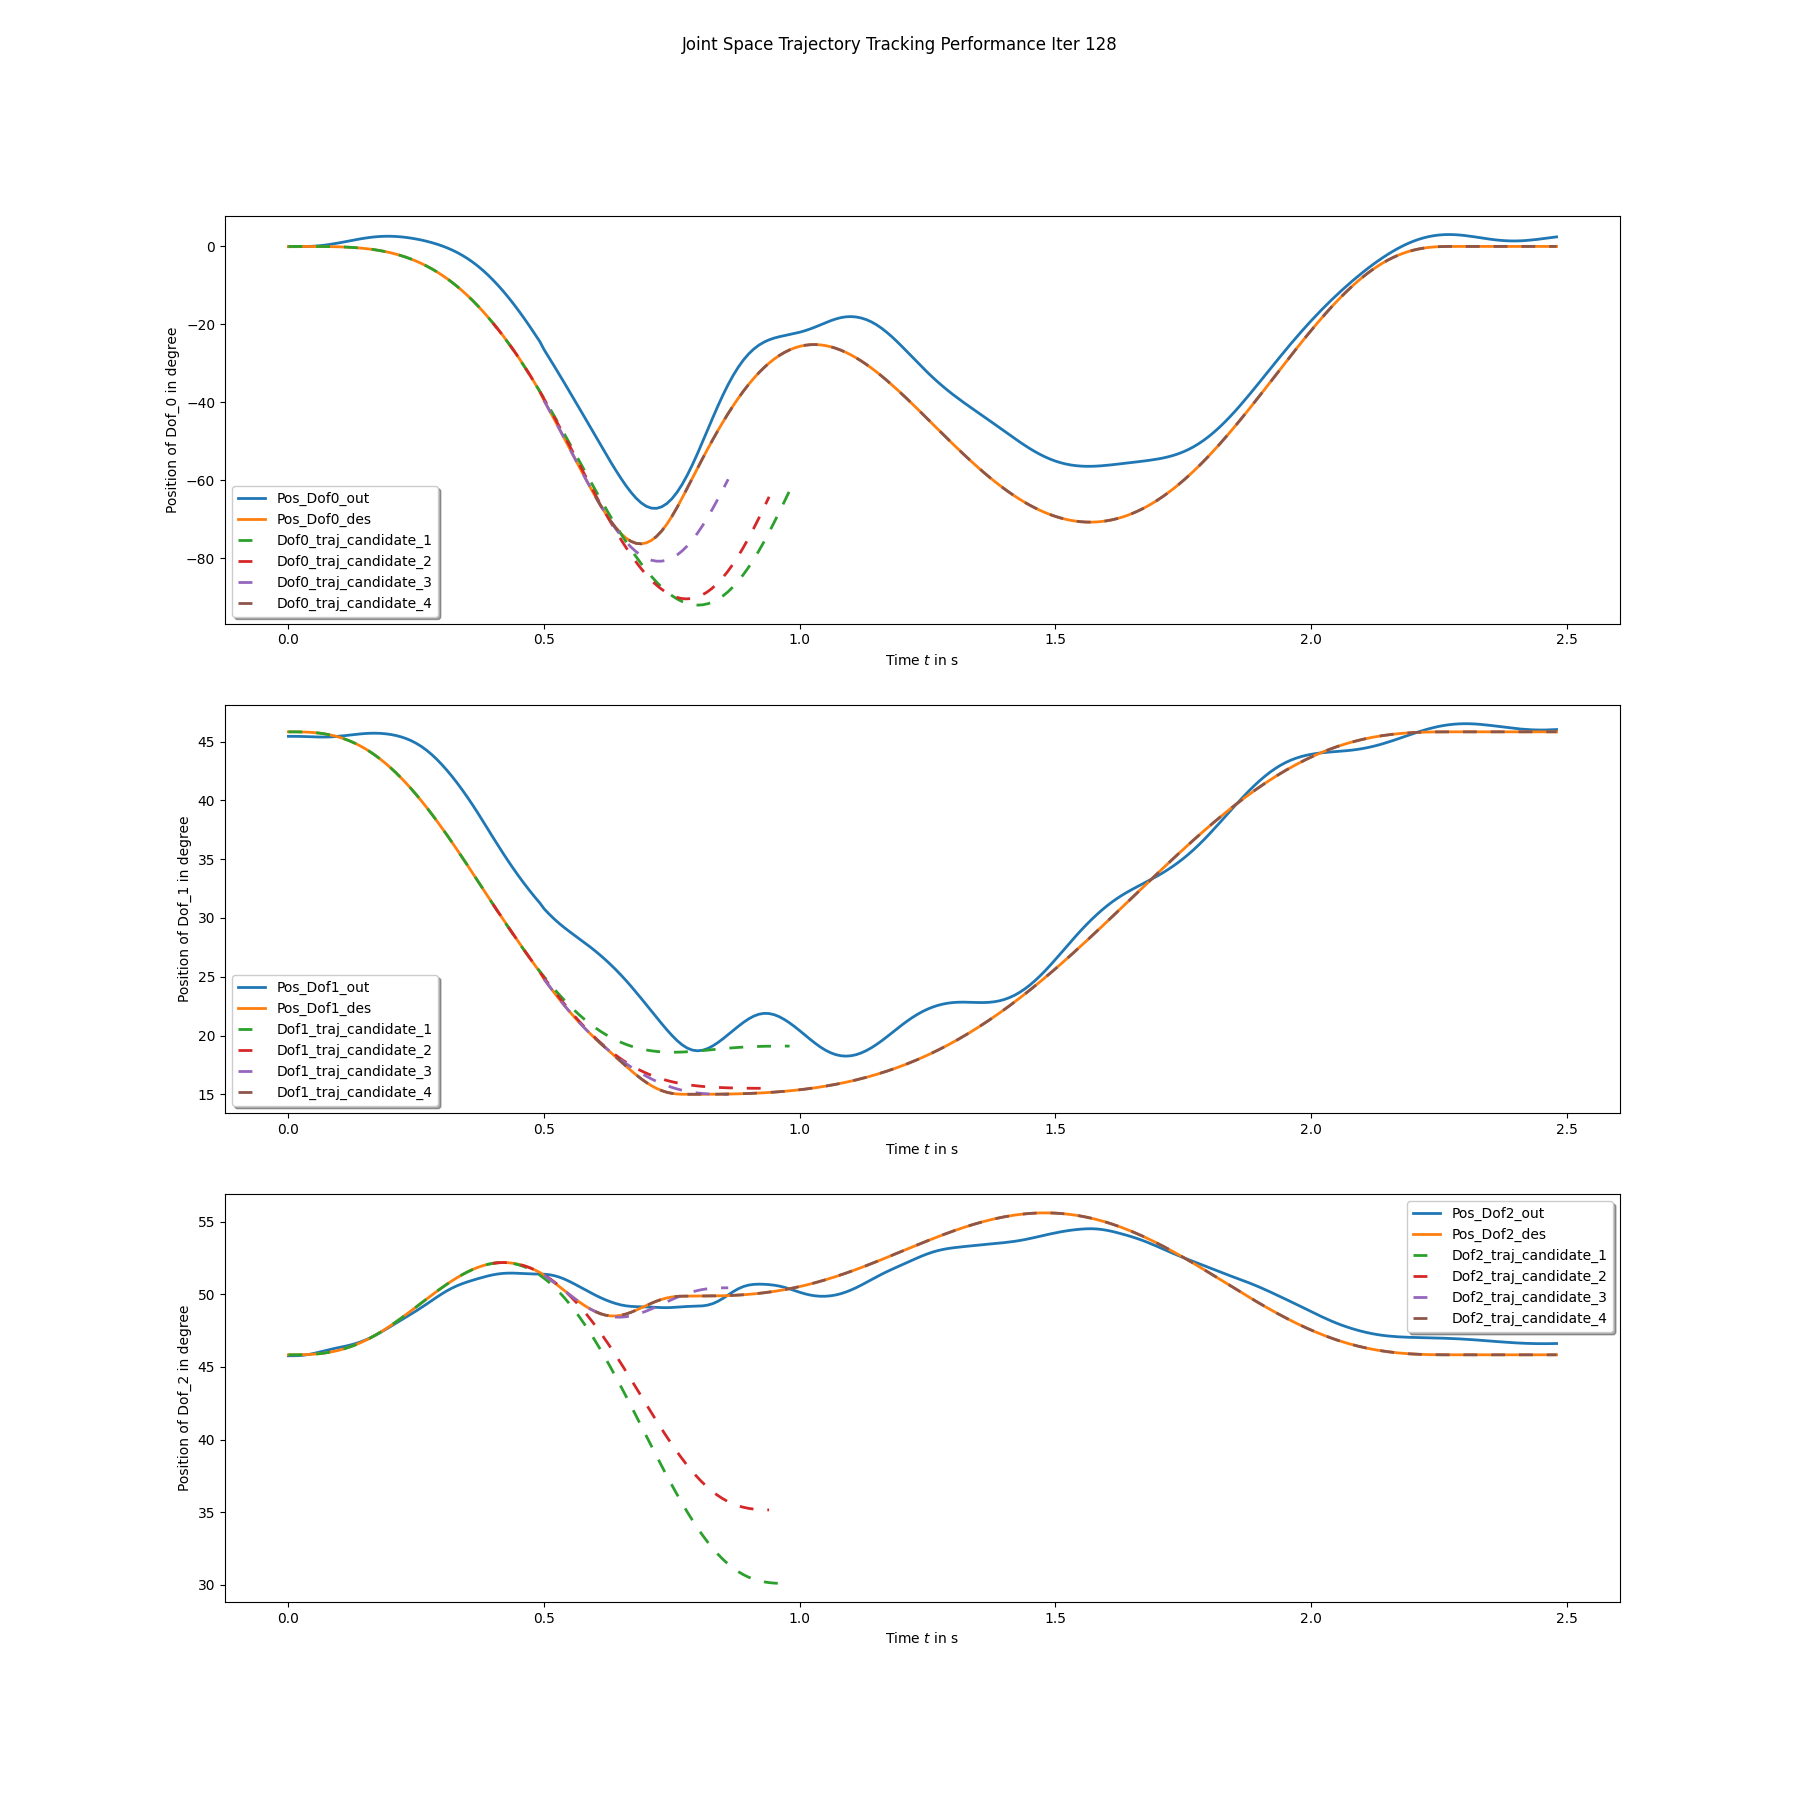 Joint Space Trajectory Tracking Performance Iter 128
Position of Dof_0 in degree
0
−20
−40
−60
−80
Pos_Dof0_out
Pos_Dof0_des
Dof0_traj_candidate_1
Dof0_traj_candidate_2
Dof0_traj_candidate_3
Dof0_traj_candidate_4
0.0 0.5 1.0 1.5 2.0 2.5
Time t in s
Position of Dof_1 in degree
45
40
35
30
25
20
15
Pos_Dof1_out
Pos_Dof1_des
Dof1_traj_candidate_1
Dof1_traj_candidate_2
Dof1_traj_candidate_3
Dof1_traj_candidate_4
0.0 0.5 1.0 1.5 2.0 2.5
Time t in s
Position of Dof_2 in degree
55
50
45
40
35
30
Pos_Dof2_out
Pos_Dof2_des
Dof2_traj_candidate_1
Dof2_traj_candidate_2
Dof2_traj_candidate_3
Dof2_traj_candidate_4
0.0 0.5 1.0 1.5 2.0 2.5
Time t in s